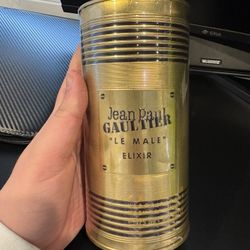 Jean Paul
GAULTIER
"LE MALE"
ELIXIR